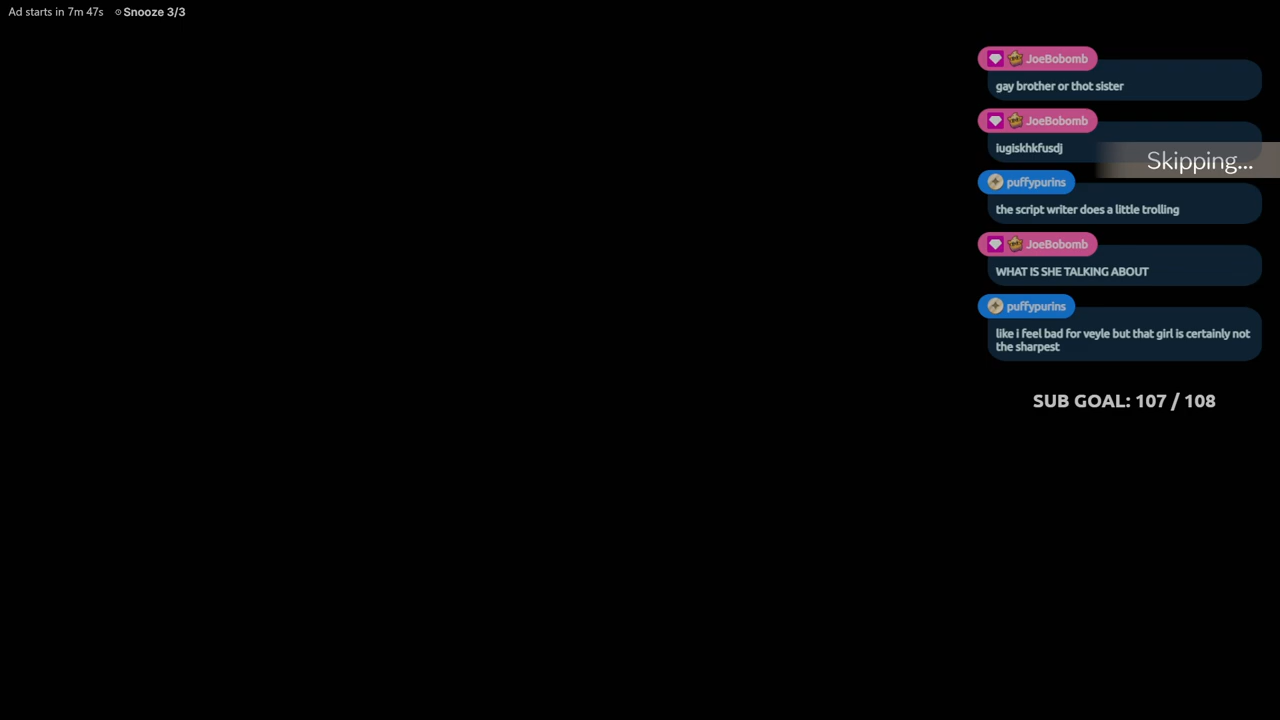 Ad starts in 7m 47s Snooze 3/3
JoeBobomb
gay brother or thot sister
JoeBobomb
iugiskhkfusdj
Skipping...
puffypurins
the script writer does a little trolling
JoeBobomb
WHAT IS SHE TALKING ABOUT
puffypurins
like i feel bad for veyle but that girl is certainly not
the sharpest
SUB GOAL: 107 / 108